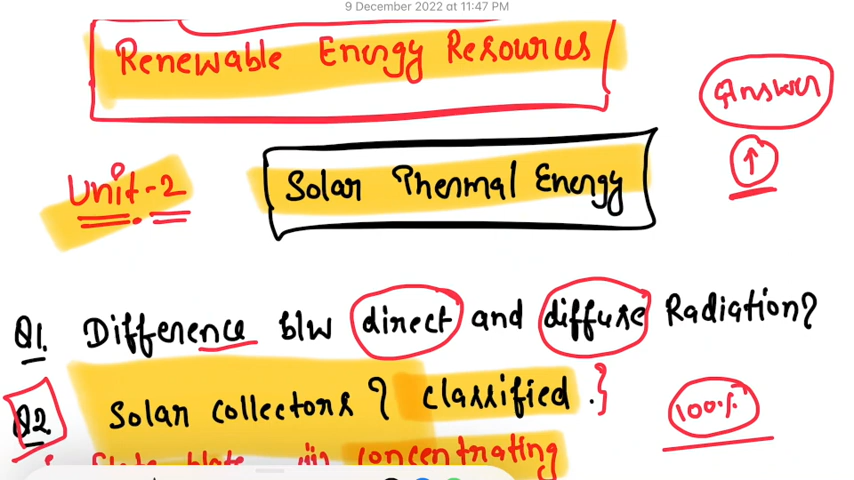 9 December 2022 at 11:47 PM
Renewable Energy Resources
Answer
↑
Unit-2
Solar Thermal Energy
Q1. Difference b/w direct and diffuse Radiation?
Q2 Solar collectors ? classified .}
100%
(ii) concentrating